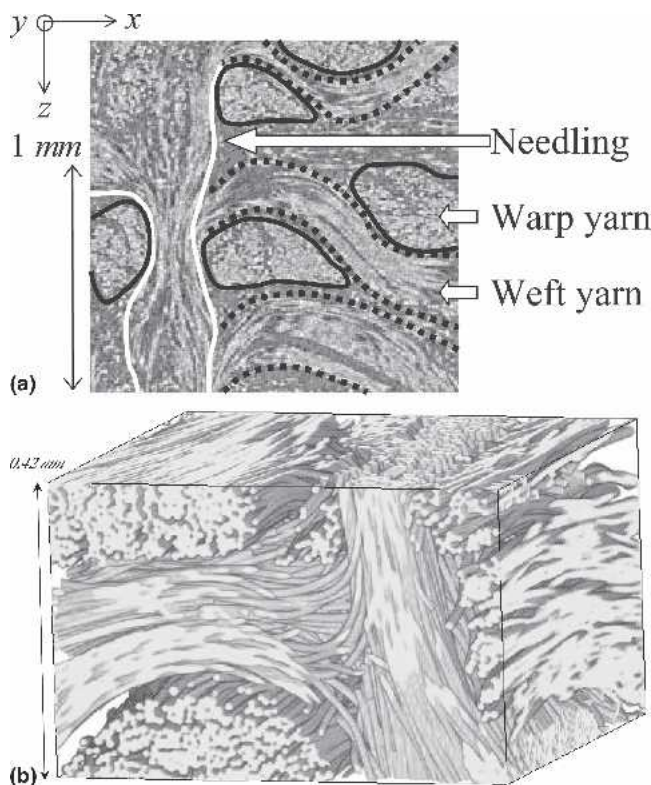 y x
z
1 mm
Needling
Warp yarn
Weft yarn
(a)
0.42 mm
(b)